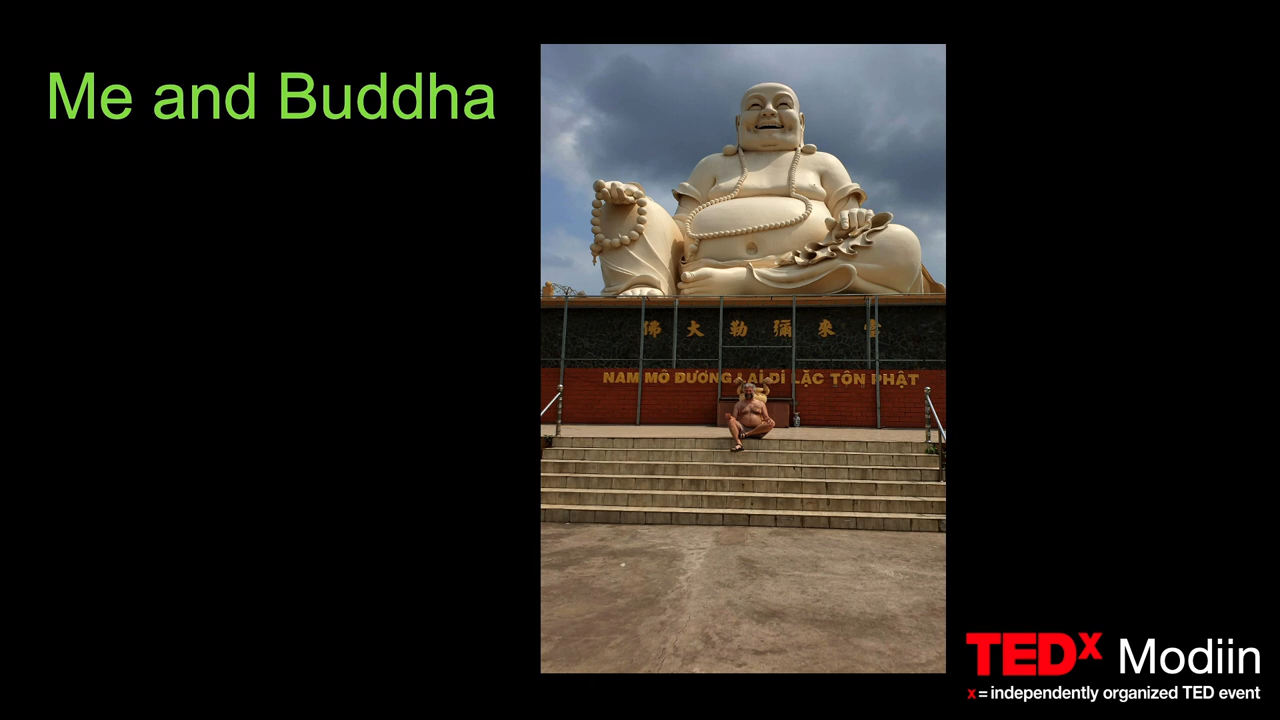 Me and Buddha
佛大勒彌來當
NAM MÔ ĐƯƠNG LAI DI LẶC TÔN PHẬT
TEDx Modiin
x = independently organized TED event